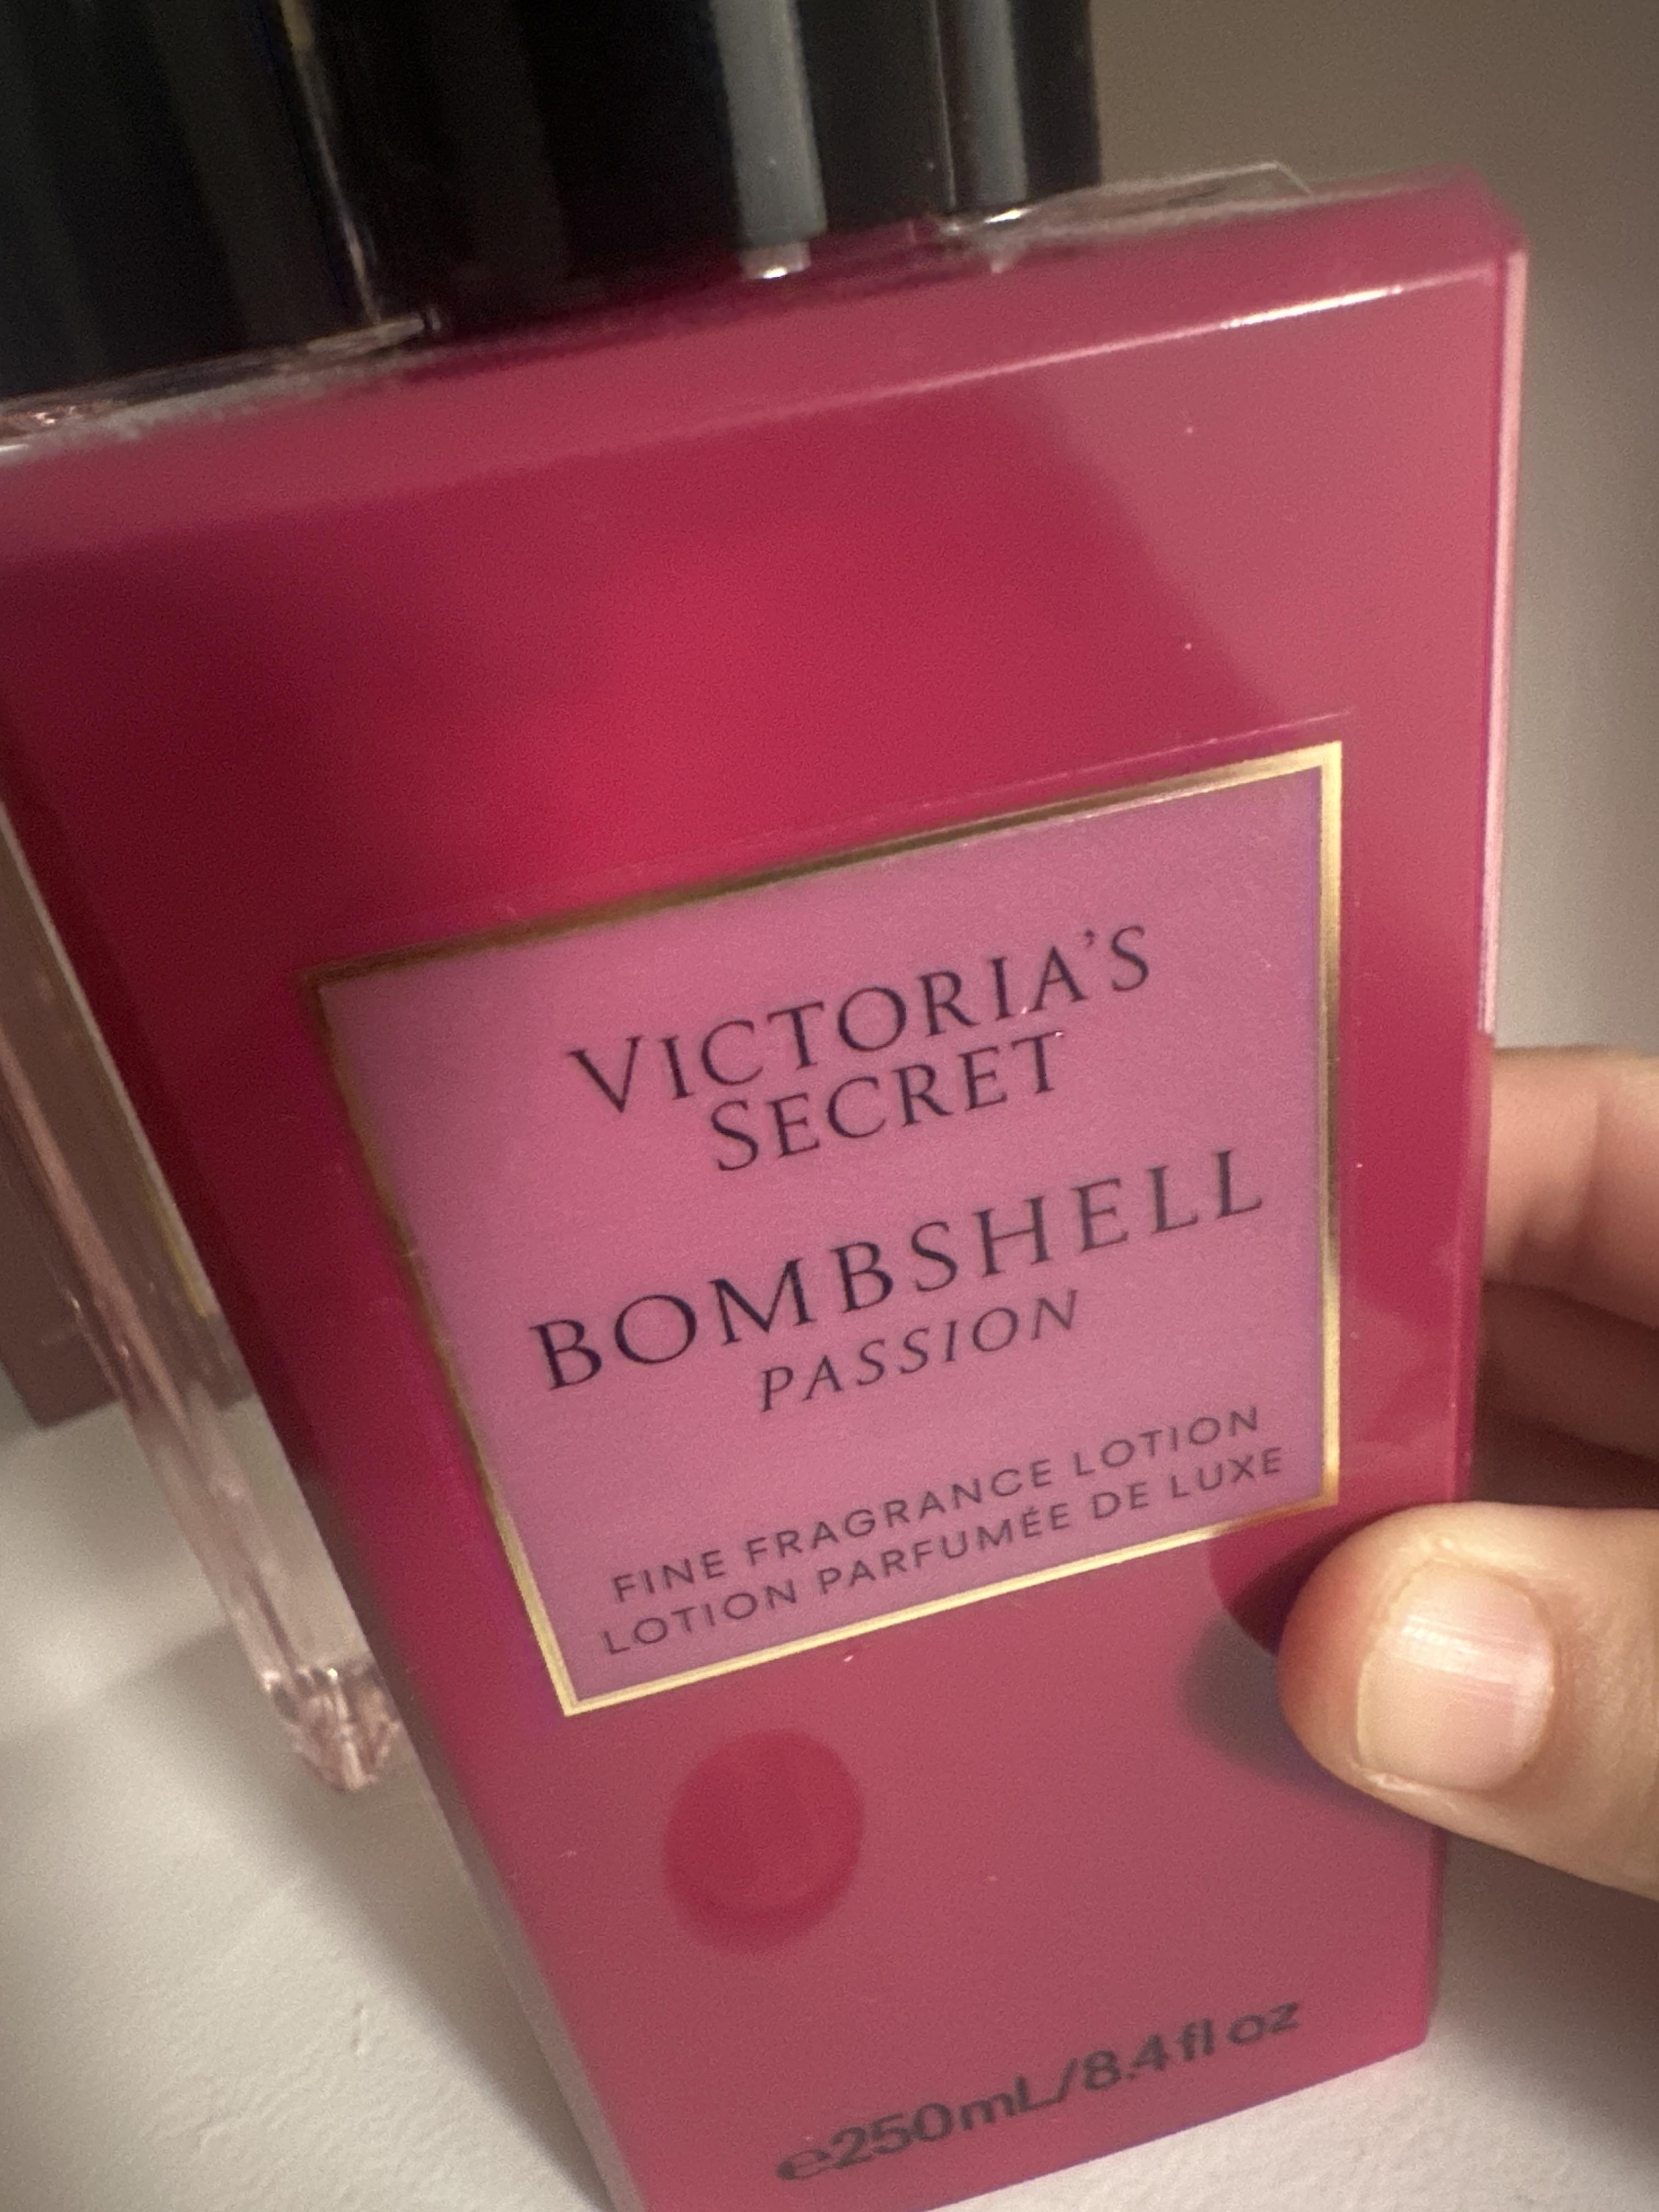 VICTORIA'S
SECRET
BOMBSHELL
PASSION
FINE FRAGRANCE LOTION
LOTION PARFUMÉE DE LUXE
℮250mL/8.4 fl oz